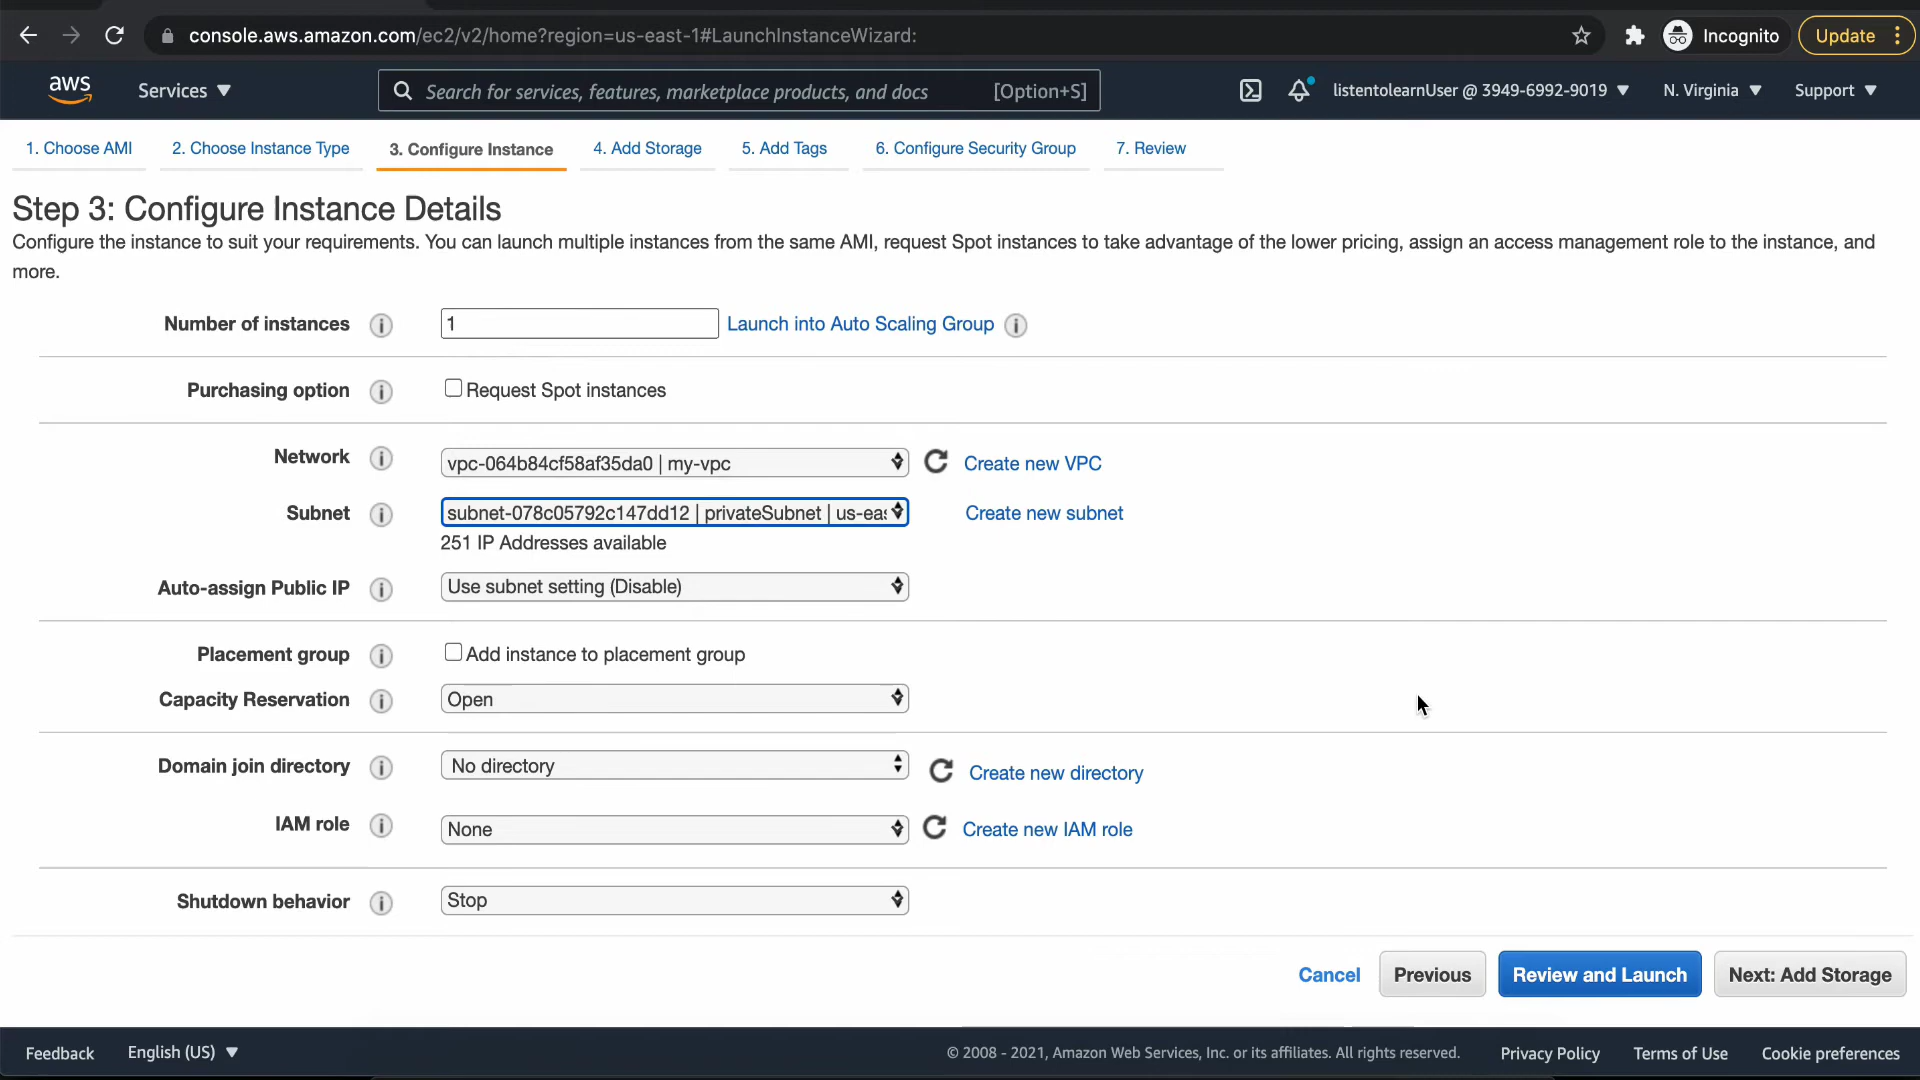 console.aws.amazon.com/ec2/v2/home?region=us-east-1#LaunchInstanceWizard:
Incognito
Update
aws
Services
Search for services, features, marketplace products, and docs
[Option+S]
listentolearnUser @ 3949-6992-9019
N. Virginia
Support
1. Choose AMI
2. Choose Instance Type
3. Configure Instance
4. Add Storage
5. Add Tags
6. Configure Security Group
7. Review
Step 3: Configure Instance Details
Configure the instance to suit your requirements. You can launch multiple instances from the same AMI, request Spot instances to take advantage of the lower pricing, assign an access management role to the instance, and
more.
Number of instances
1
Launch into Auto Scaling Group
Purchasing option
Request Spot instances
Network
vpc-064b84cf58af35da0 | my-vpc
Create new VPC
Subnet
subnet-078c05792c147dd12 | privateSubnet | us-eas
Create new subnet
251 IP Addresses available
Auto-assign Public IP
Use subnet setting (Disable)
Placement group
Add instance to placement group
Capacity Reservation
Open
Domain join directory
No directory
Create new directory
IAM role
None
Create new IAM role
Shutdown behavior
Stop
Cancel
Previous
Review and Launch
Next: Add Storage
Feedback
English (US)
© 2008 - 2021, Amazon Web Services, Inc. or its affiliates. All rights reserved.
Privacy Policy
Terms of Use
Cookie preferences